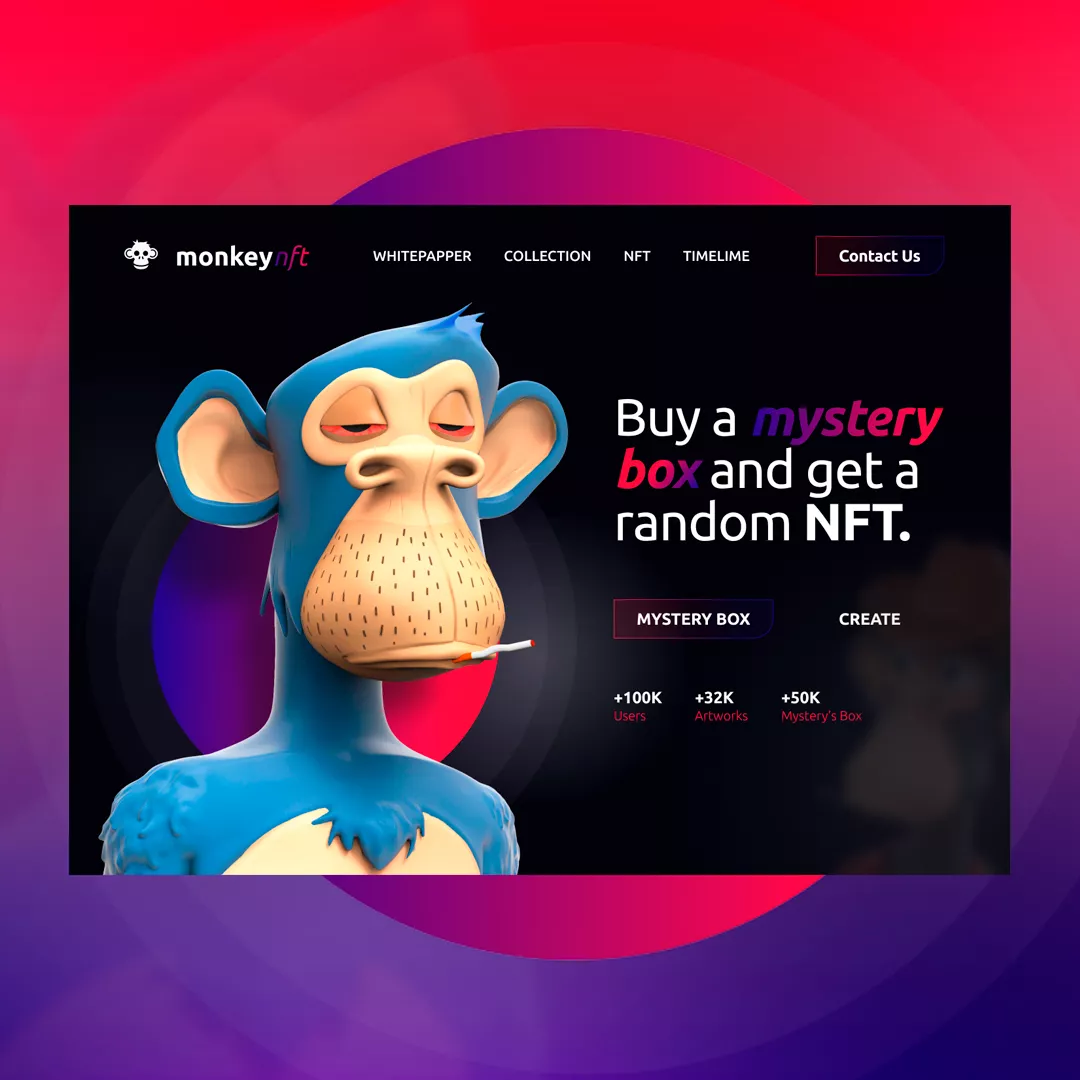 monkeynft
WHITEPAPPER
COLLECTION
NFT
TIMELIME
Contact Us
Buy a mystery
box and get a
random NFT.
MYSTERY BOX
CREATE
+100K
Users
+32K
Artworks
+50K
Mystery's Box